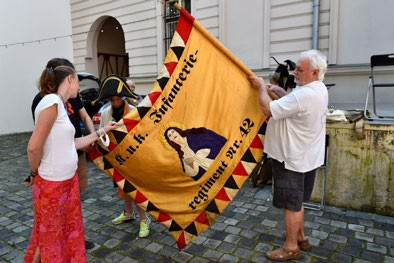 K. u. K. Infanterie-
regiment Nr. 42